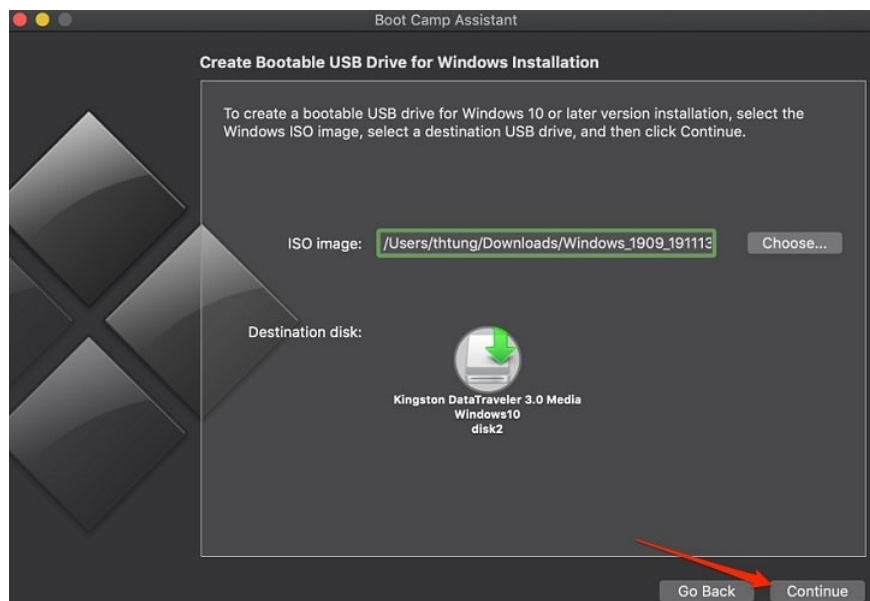 Boot Camp Assistant
Create Bootable USB Drive for Windows Installation
To create a bootable USB drive for Windows 10 or later version installation, select the
Windows ISO image, select a destination USB drive, and then click Continue.
ISO image: /Users/thtung/Downloads/Windows_1909_191113 Choose...
Destination disk:
Kingston DataTraveler 3.0 Media
Windows10
disk2
Go Back Continue